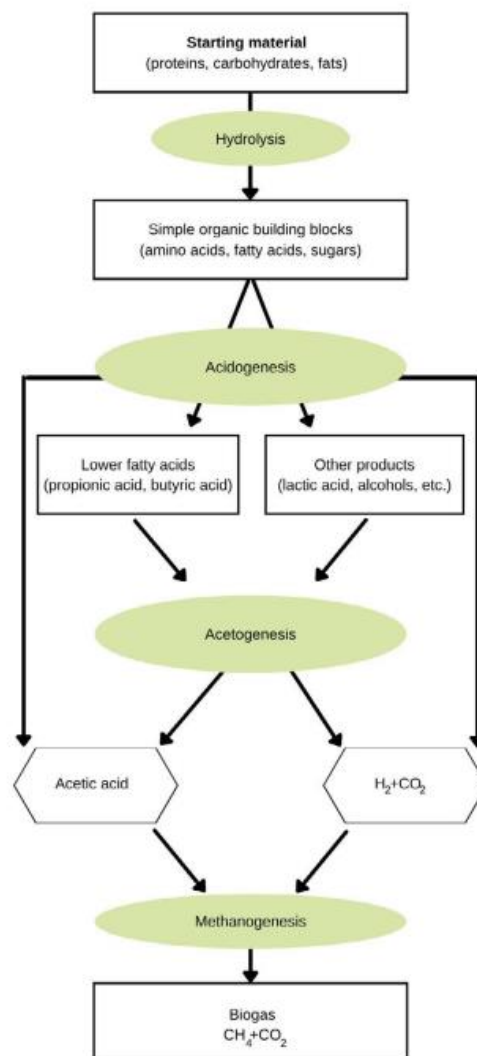 Starting material
(proteins, carbohydrates, fats)
Hydrolysis
Simple organic building blocks
(amino acids, fatty acids, sugars)
Acidogenesis
Lower fatty acids
(propionic acid, butyric acid)
Other products
(lactic acid, alcohols, etc.)
Acetogenesis
Acetic acid
H₂+CO₂
Methanogenesis
Biogas
CH₄+CO₂